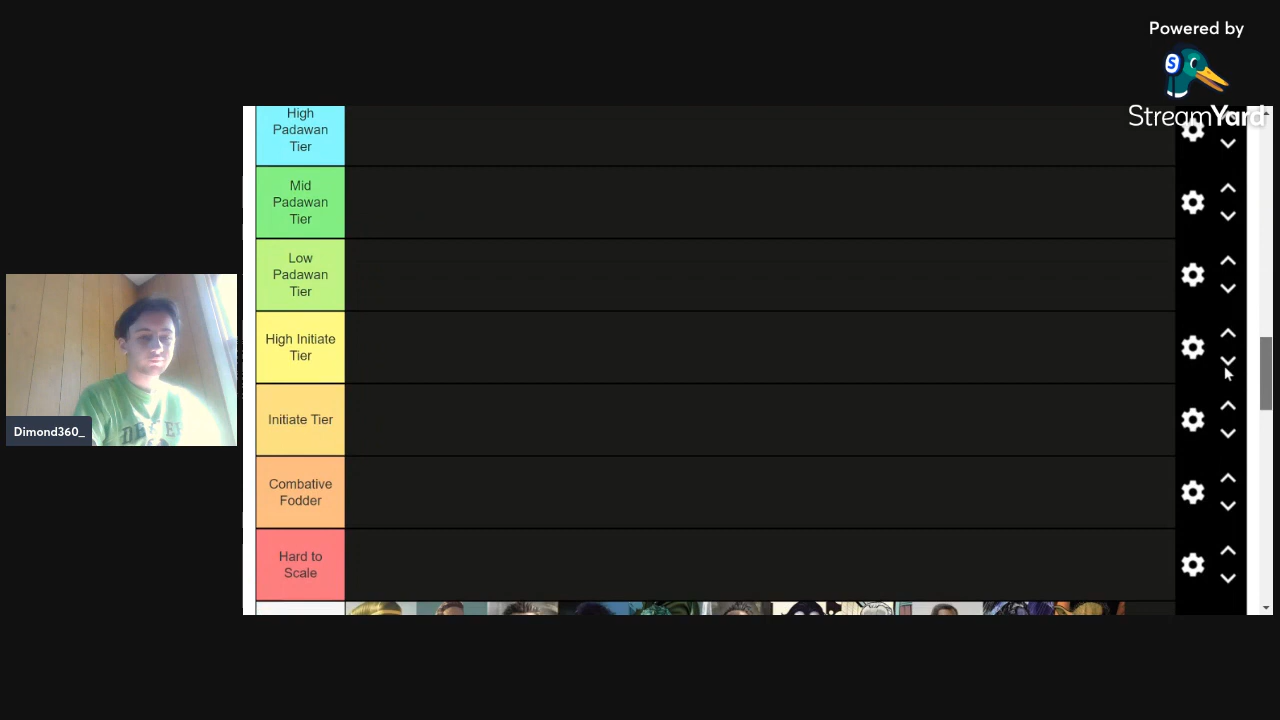 Powered by
StreamYard
High
Padawan
Tier
Mid
Padawan
Tier
Low
Padawan
Tier
High Initiate
Tier
Initiate Tier
Combative
Fodder
Hard to
Scale
Dimond360_